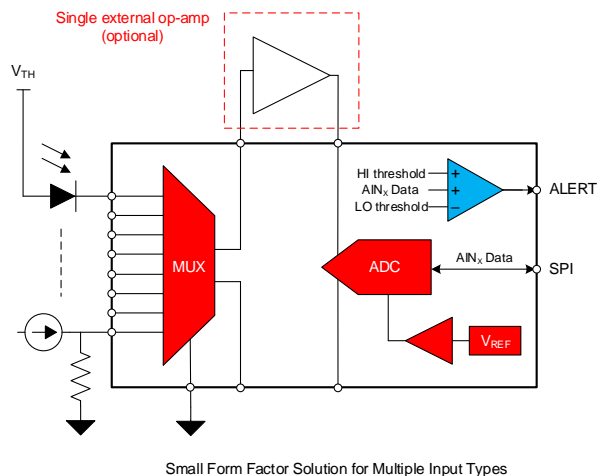 Single external op-amp
(optional)
VTH
HI threshold
AINX Data
LO threshold
+
+
−
ALERT
MUX
ADC
AINX Data
SPI
VREF
Small Form Factor Solution for Multiple Input Types